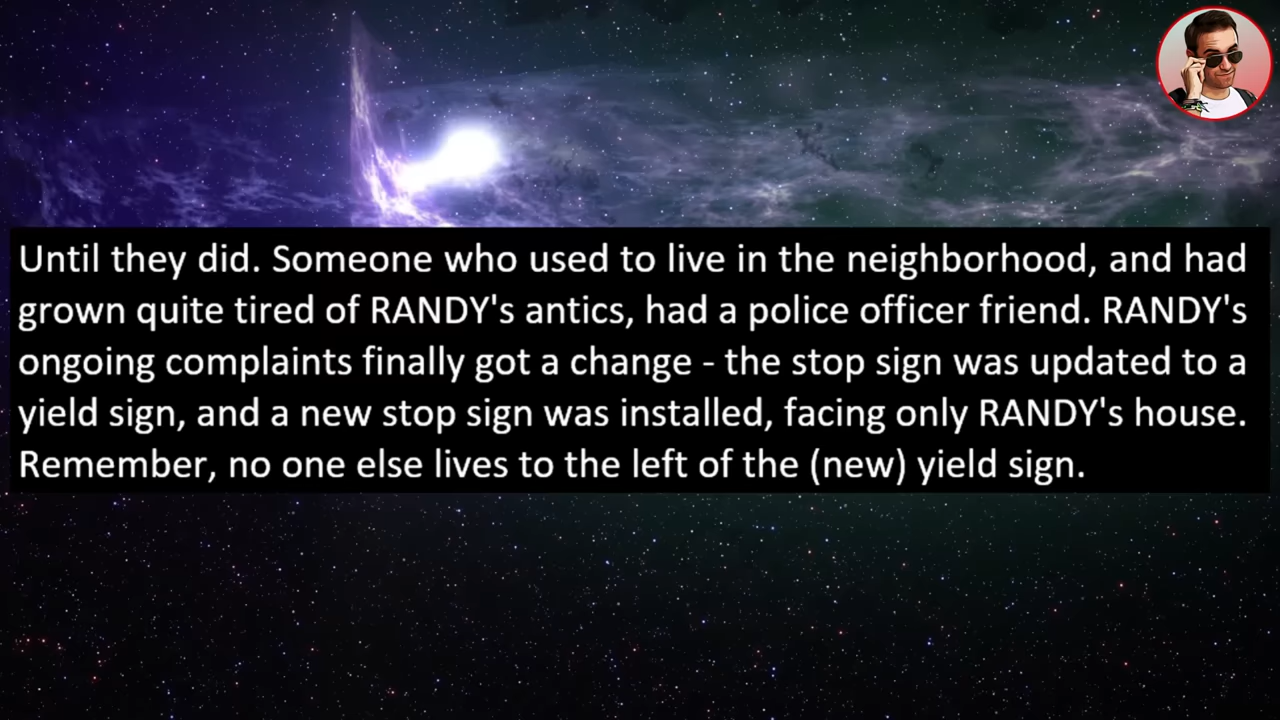 Until they did. Someone who used to live in the neighborhood, and had
grown quite tired of RANDY's antics, had a police officer friend. RANDY's
ongoing complaints finally got a change - the stop sign was updated to a
yield sign, and a new stop sign was installed, facing only RANDY's house.
Remember, no one else lives to the left of the (new) yield sign.